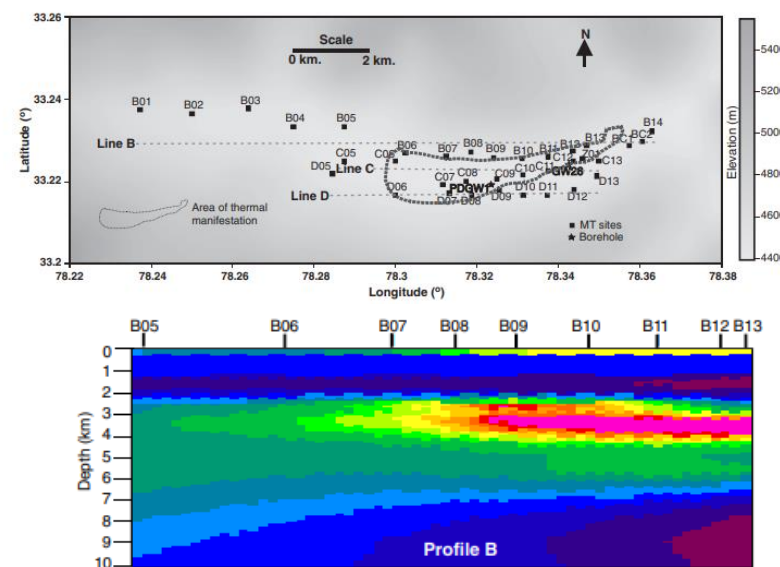 33.26
33.24
33.22
33.2
Latitude (º)
Scale
0 km.
2 km.
N
B01
B02
B03
B04
B05
B14
Line B
B06
B07
B08
B09
B10
B11
B12
B13
BC1
BC2
C05
D05
Line C
C06
C07
C08
C09
C10
C11
C12
Z01
C13
GW28
PDGW1
Line D
D06
D07
D08
D09
D10
D11
D12
D13
Area of thermal
manifestation
MT sites
Borehole
78.22
78.24
78.26
78.28
78.3
78.32
78.34
78.36
78.38
Longitude (º)
5400
5200
5000
4800
4600
4400
Elevation (m)
B05
B06
B07
B08
B09
B10
B11
B12
B13
0
1
2
3
4
5
6
7
8
9
10
Depth (km)
Profile B